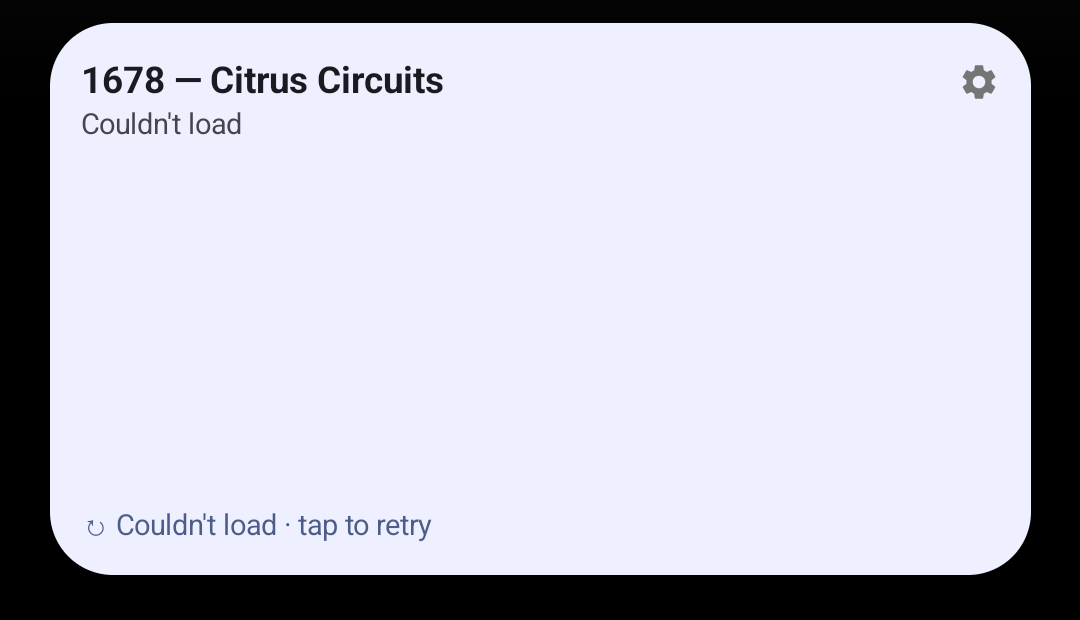 1678 — Citrus Circuits
Couldn't load
↻ Couldn't load · tap to retry